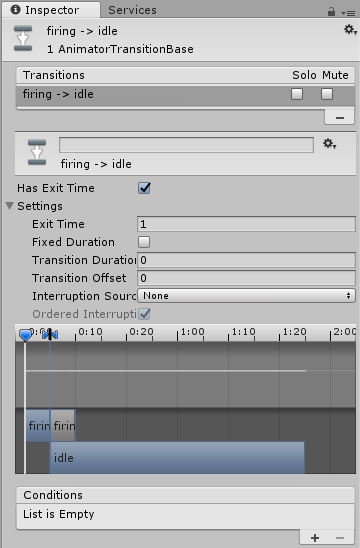 Inspector Services
firing -> idle
1 AnimatorTransitionBase
Transitions Solo Mute
firing -> idle
firing -> idle
Has Exit Time
Settings
Exit Time 1
Fixed Duration
Transition Duration 0
Transition Offset 0
Interruption Sourc None
Ordered Interrupti
0:00 0:10 0:20 1:00 1:10 1:20 2:00
firin firin
idle
Conditions
List is Empty